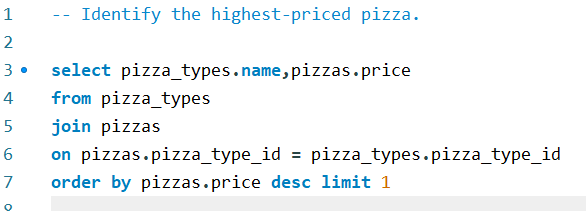 1 -- Identify the highest-priced pizza.
2
3 select pizza_types.name,pizzas.price
4 from pizza_types
5 join pizzas
6 on pizzas.pizza_type_id = pizza_types.pizza_type_id
7 order by pizzas.price desc limit 1
8